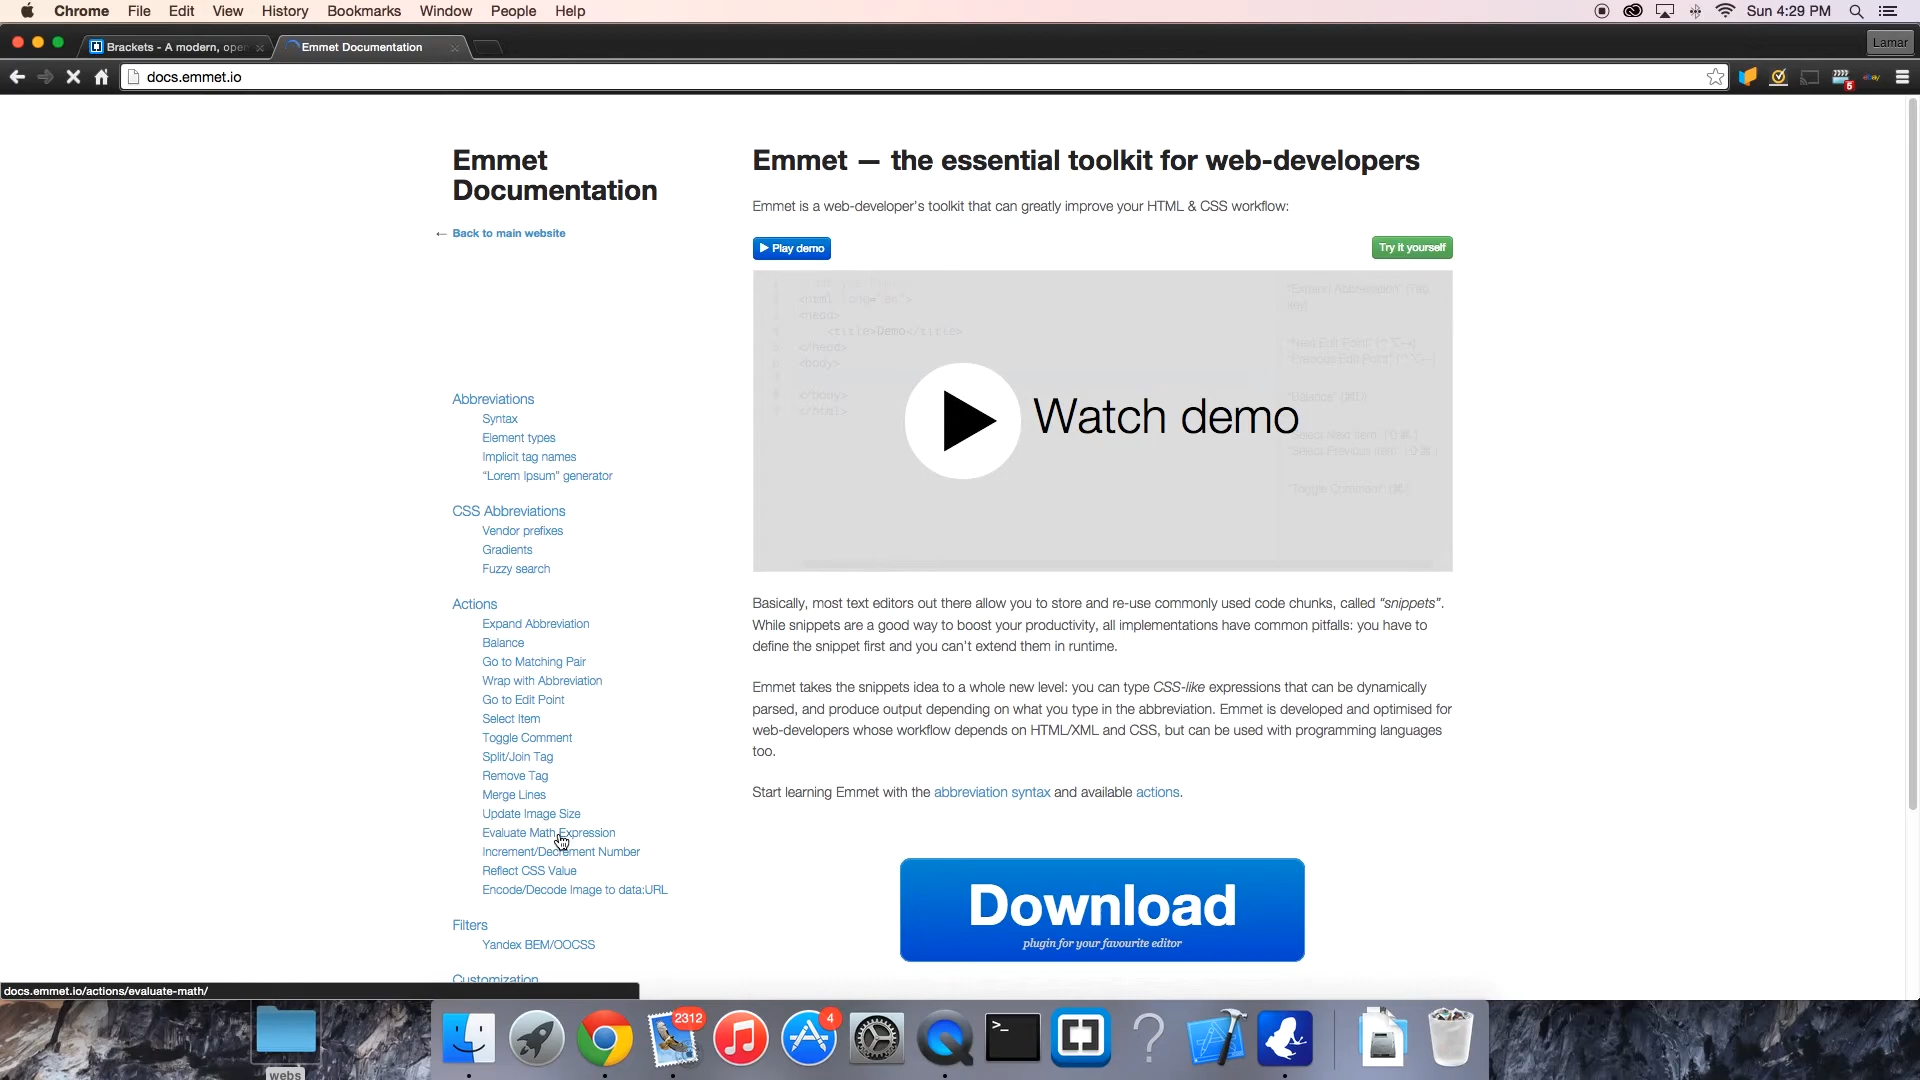 Chrome File Edit View History Bookmarks Window People Help Sun 4:29 PM
Brackets - A modern, open
Emmet Documentation
Lamar
docs.emmet.io
5
ebay
Emmet
Documentation
← Back to main website
Abbreviations
Syntax
Element types
Implicit tag names
“Lorem Ipsum” generator
CSS Abbreviations
Vendor prefixes
Gradients
Fuzzy search
Actions
Expand Abbreviation
Balance
Go to Matching Pair
Wrap with Abbreviation
Go to Edit Point
Select Item
Toggle Comment
Split/Join Tag
Remove Tag
Merge Lines
Update Image Size
Evaluate Math Expression
Increment/Decrement Number
Reflect CSS Value
Encode/Decode Image to data:URL
Filters
Yandex BEM/OOCSS
Customization
Emmet — the essential toolkit for web-developers
Emmet is a web-developer’s toolkit that can greatly improve your HTML & CSS workflow:
Play demo
Try it yourself
<html lang="en">
<head>
<title>Demo</title>
</head>
<body>
</body>
</html>
Watch demo
Basically, most text editors out there allow you to store and re-use commonly used code chunks, called “snippets”.
While snippets are a good way to boost your productivity, all implementations have common pitfalls: you have to
define the snippet first and you can’t extend them in runtime.
Emmet takes the snippets idea to a whole new level: you can type CSS-like expressions that can be dynamically
parsed, and produce output depending on what you type in the abbreviation. Emmet is developed and optimised for
web-developers whose workflow depends on HTML/XML and CSS, but can be used with programming languages
too.
Start learning Emmet with the abbreviation syntax and available actions.
Download
plugin for your favourite editor
docs.emmet.io/actions/evaluate-math/
webs
2312
4